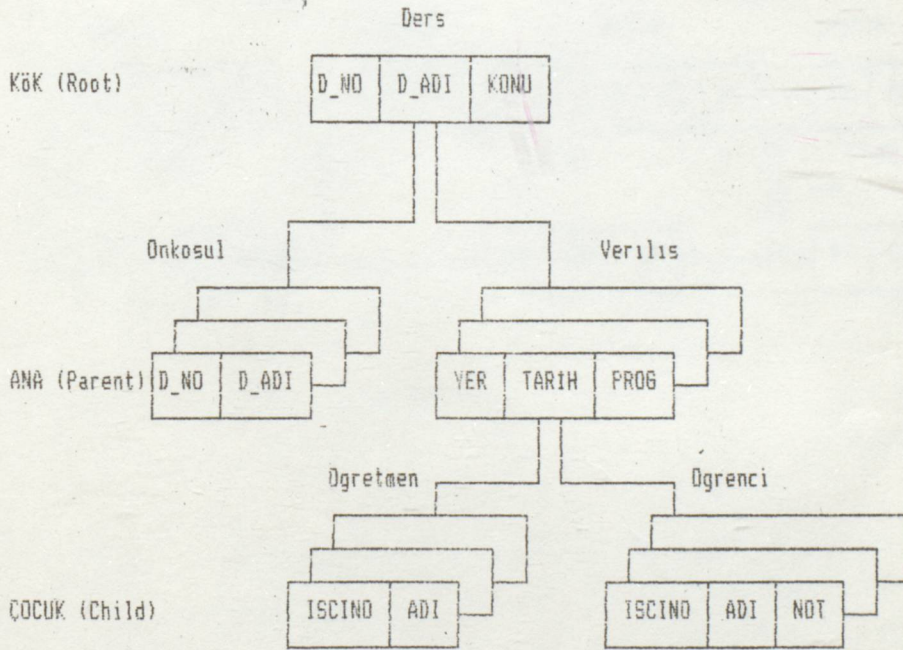 Ders
KöK (Root) D_NO D_ADI KONU
Onkosul Verılıs
ANA (Parent) D_NO D_ADI YER TARIH PROG
Ogretmen Ogrenci
ÇOCUK (Child) ISCINO ADI ISCINO ADI NOT